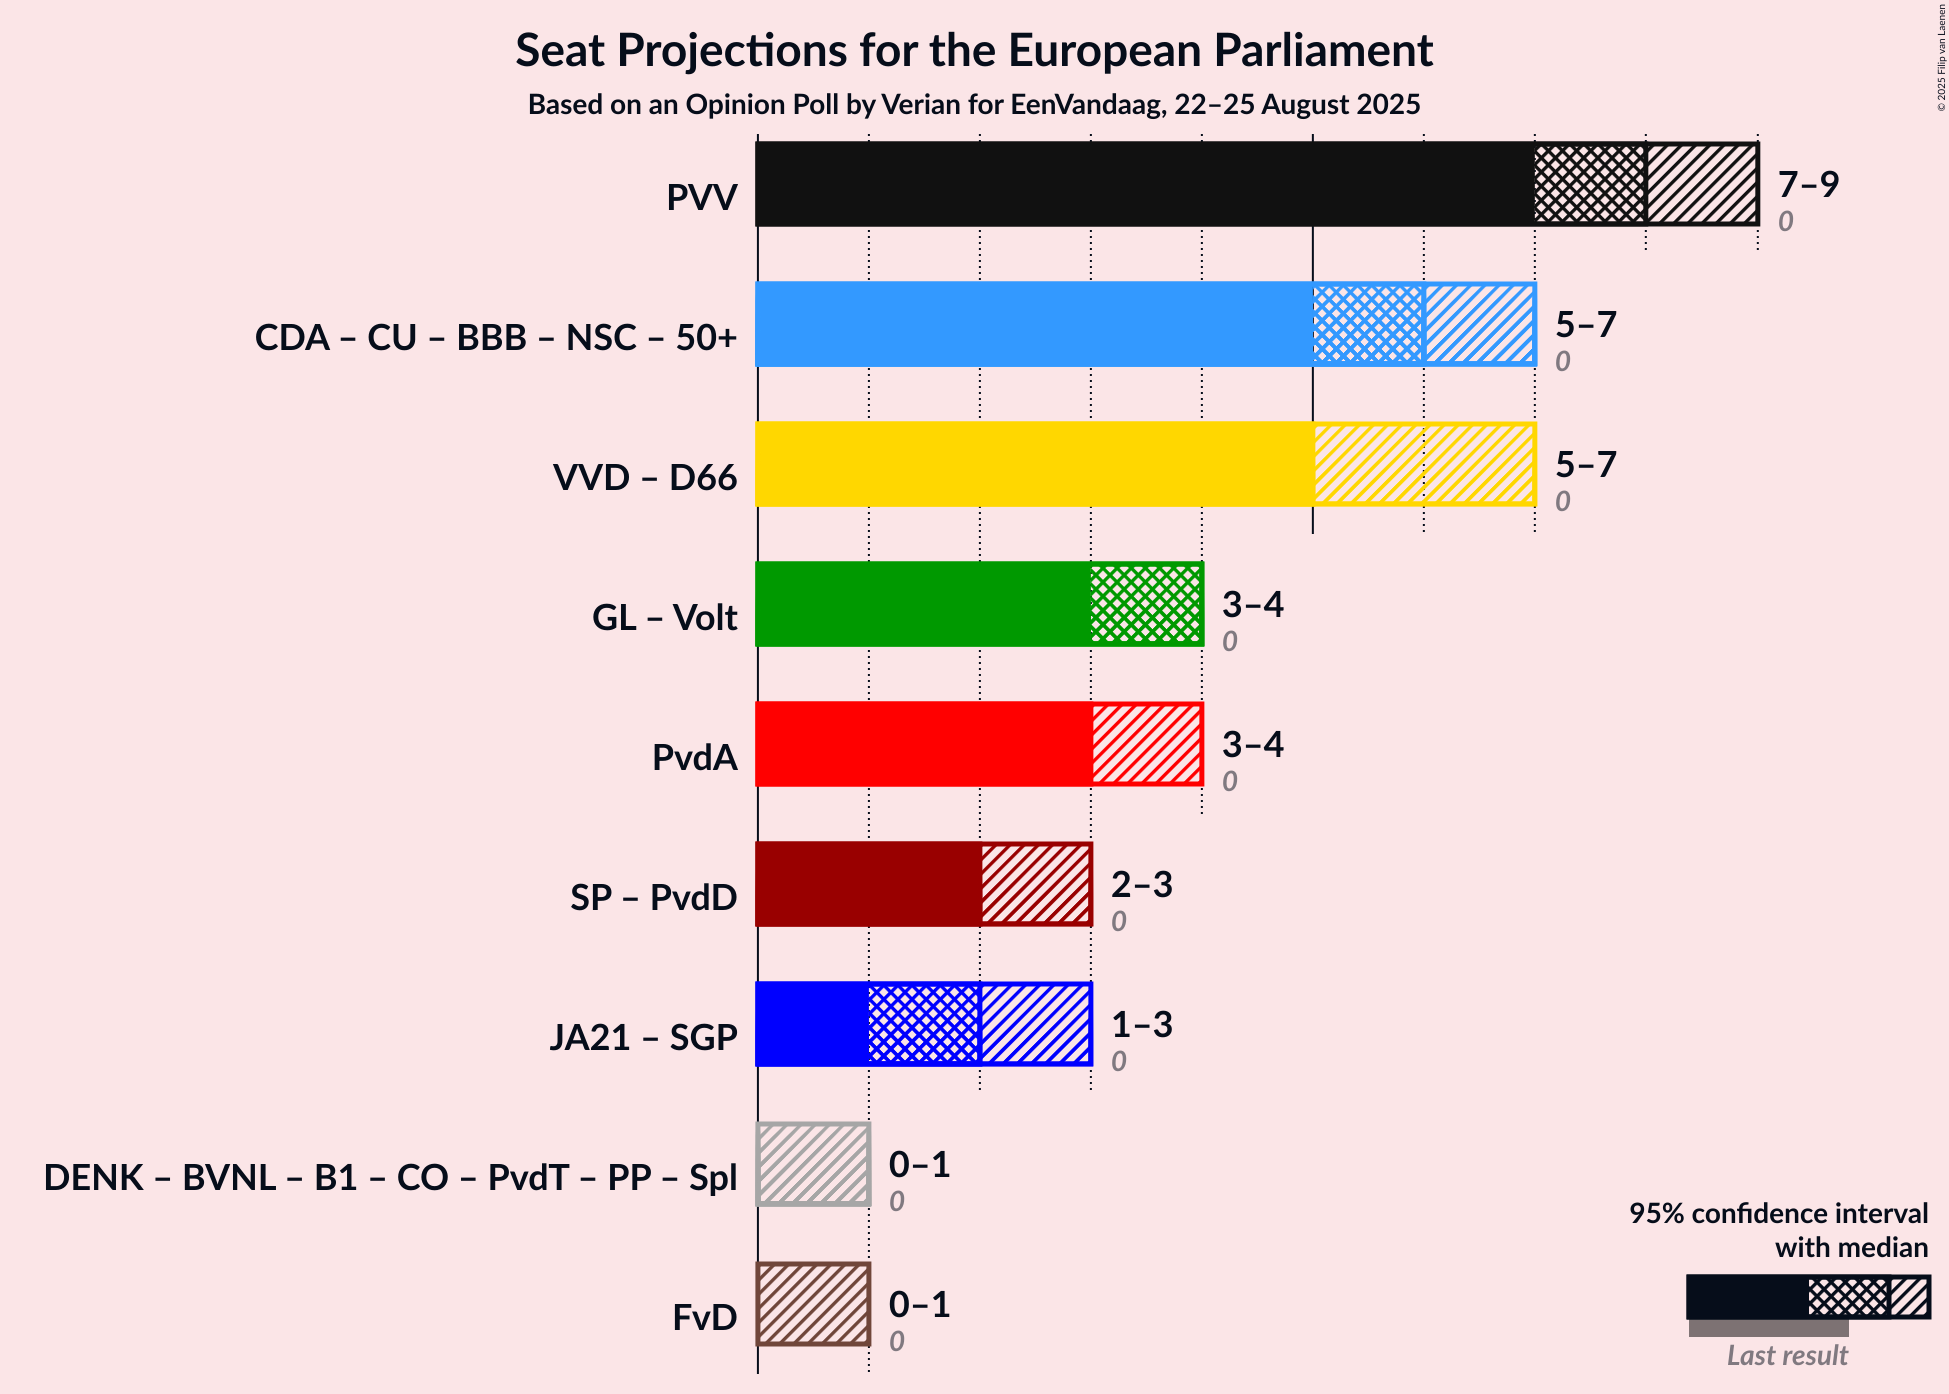 Seat Projections for the European Parliament
Based on an Opinion Poll by Verian for EenVandaag, 22–25 August 2025
© 2025 Filip van Laenen
PVV
7–9
0
CDA – CU – BBB – NSC – 50+
5–7
0
VVD – D66
5–7
0
GL – Volt
3–4
0
PvdA
3–4
0
SP – PvdD
2–3
0
JA21 – SGP
1–3
0
DENK – BVNL – B1 – CO – PvdT – PP – Spl
0–1
0
FvD
0–1
0
95% confidence interval
with median
Last result